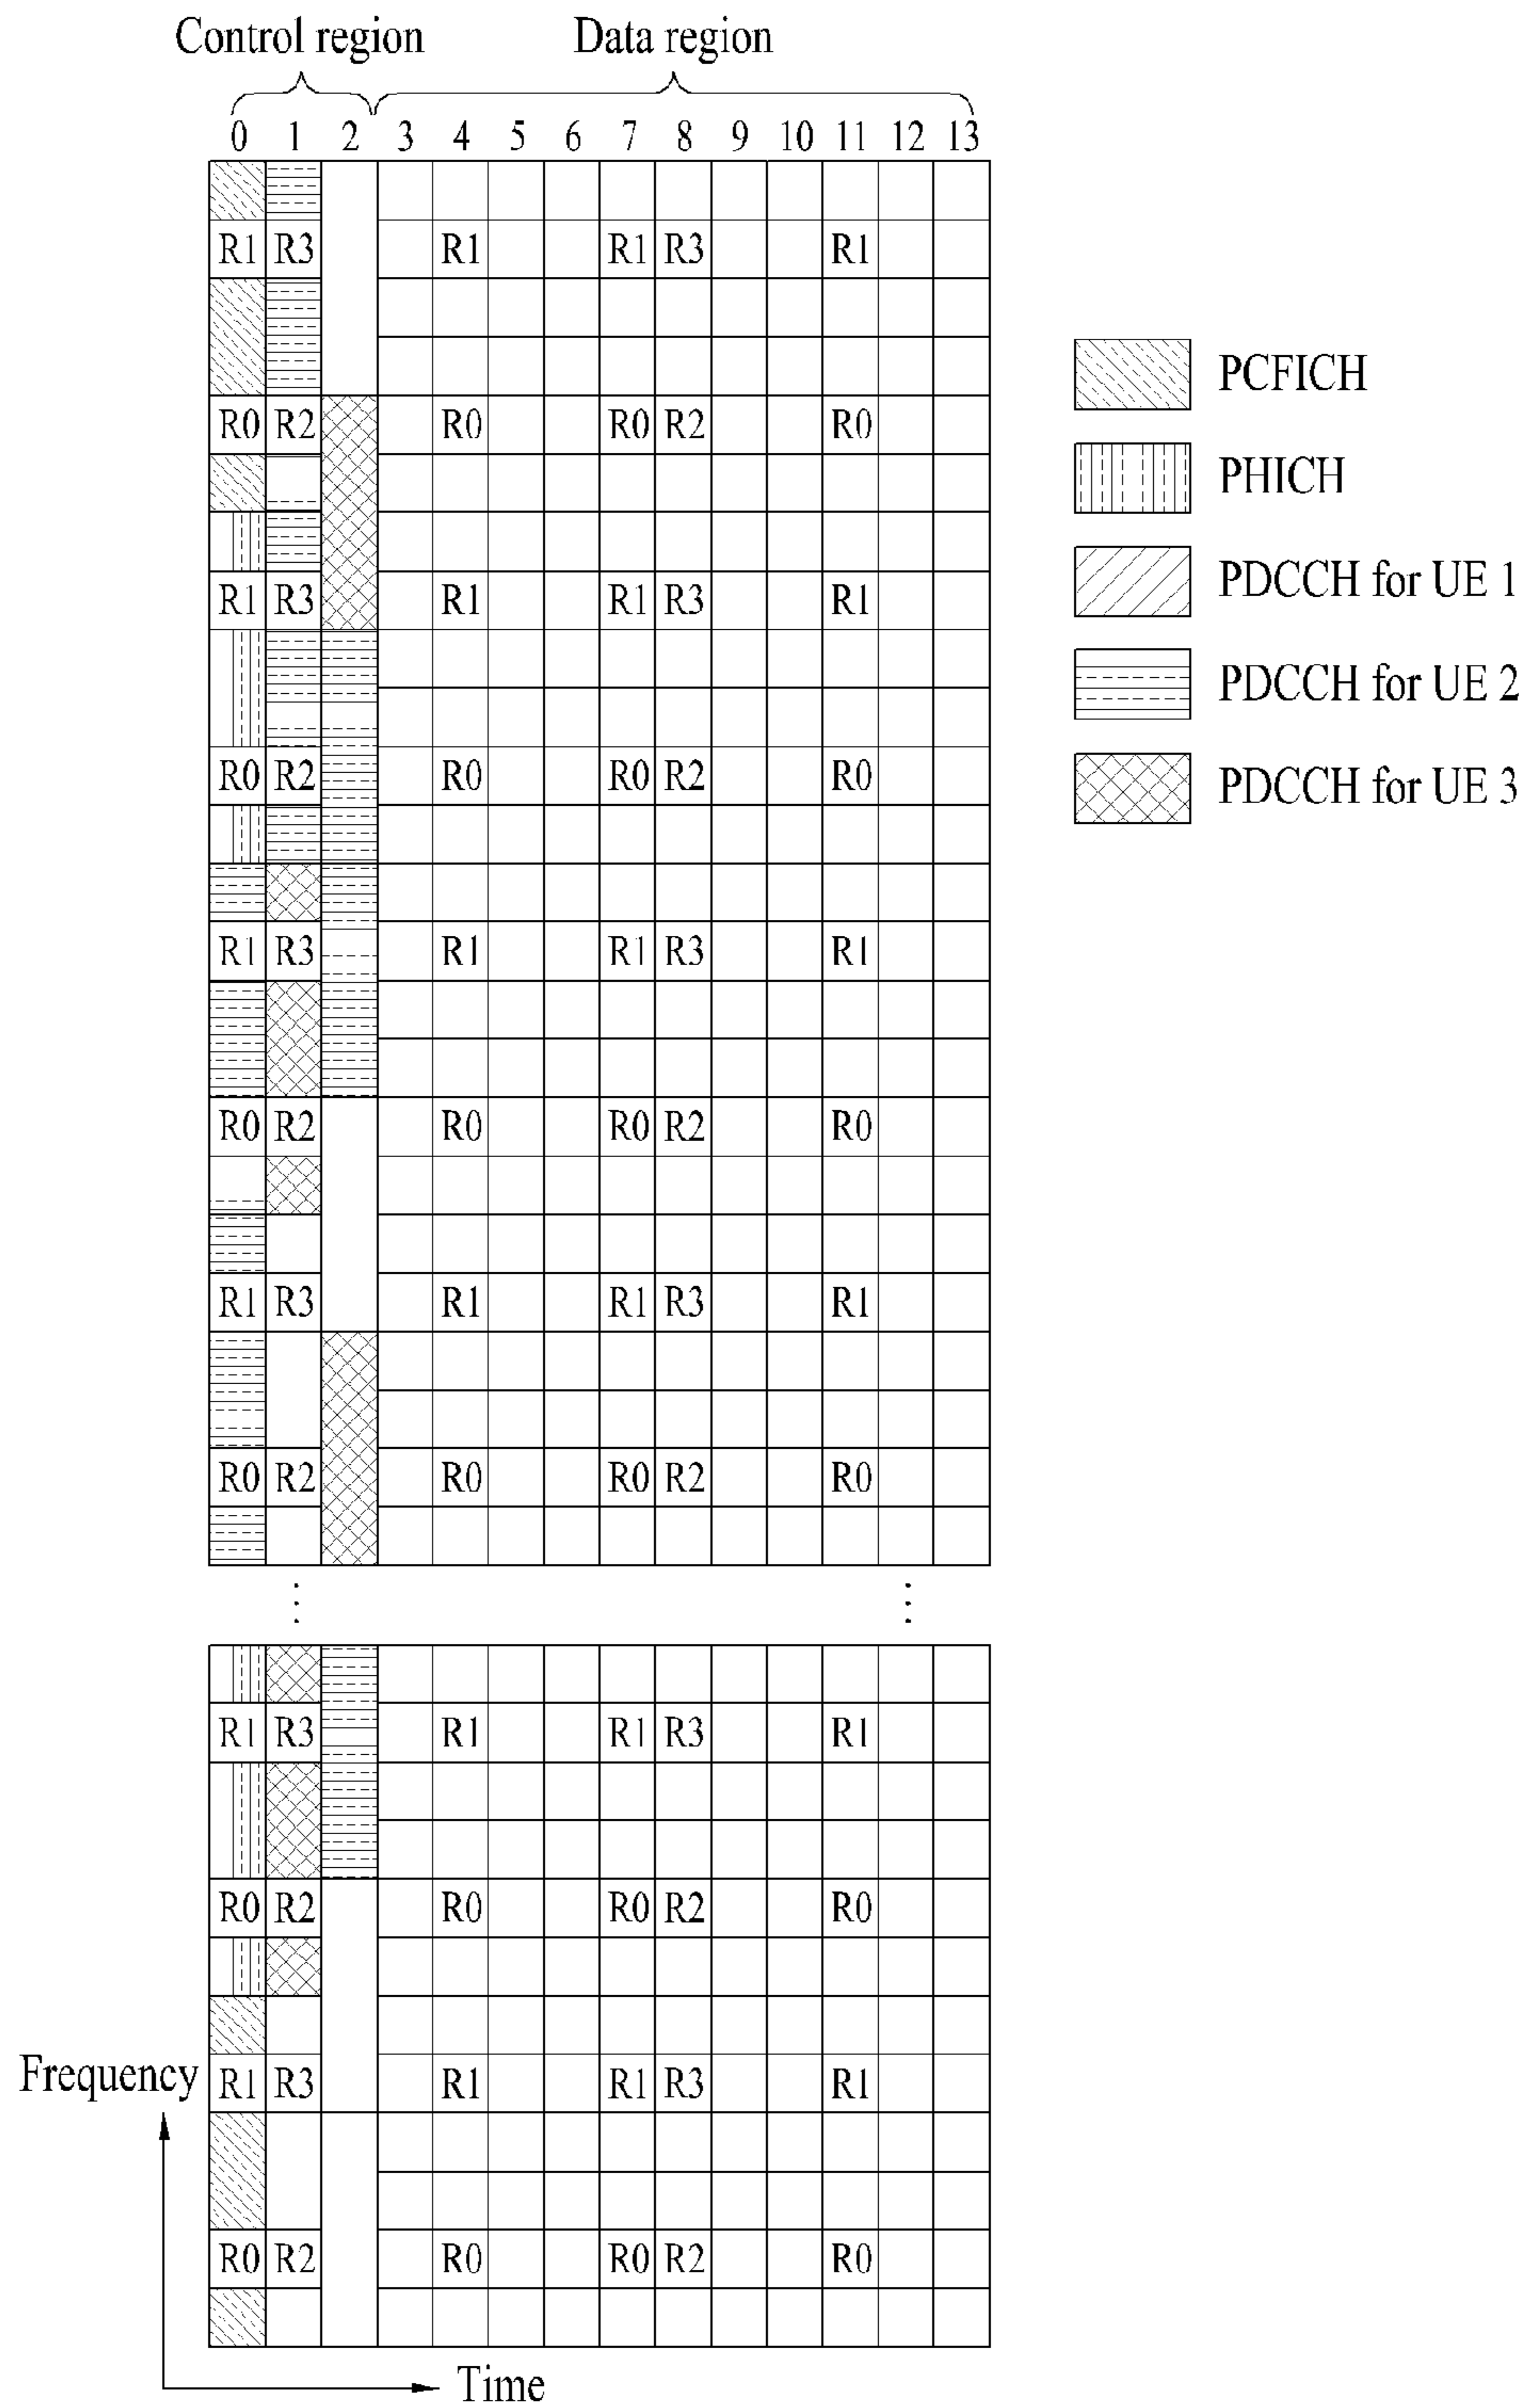 Control region Data region
0 1 2 3 4 5 6 7 8 9 10 11 12 13
R1 R3 R1 R1 R3 R1
PCFICH
R0 R2 R0 R0 R2 R0
PHICH
R1 R3 R1 R1 R3 R1
PDCCH for UE 1
PDCCH for UE 2
R0 R2 R0 R0 R2 R0
PDCCH for UE 3
R1 R3 R1 R1 R3 R1
R0 R2 R0 R0 R2 R0
R1 R3 R1 R1 R3 R1
R0 R2 R0 R0 R2 R0
R1 R3 R1 R1 R3 R1
R0 R2 R0 R0 R2 R0
Frequency R1 R3 R1 R1 R3 R1
R0 R2 R0 R0 R2 R0
Time